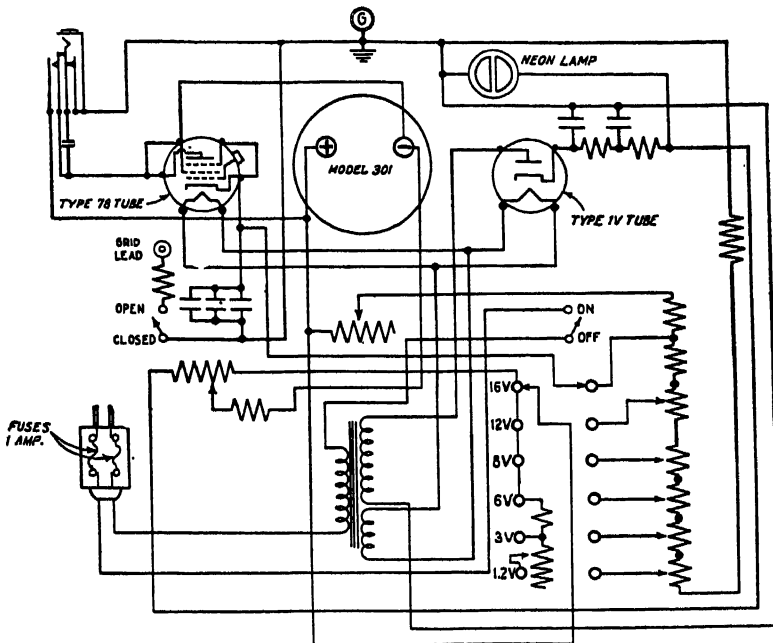 G
NEON LAMP
+
−
MODEL 301
TYPE 78 TUBE
TYPE 1V TUBE
GRID
LEAD
OPEN
CLOSED
ON
OFF
16V
12V
8V
6V
3V
1.2V
FUSES
1 AMP.